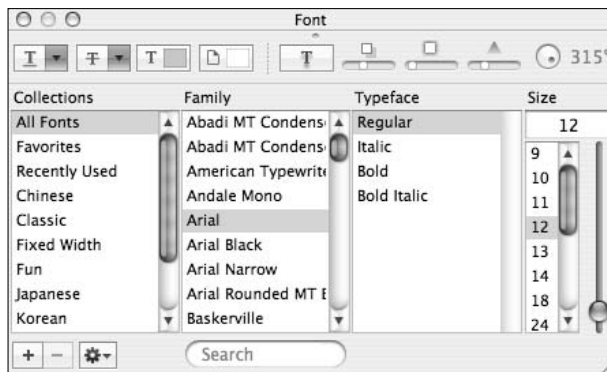 Font
T T T T 315°
Collections Family Typeface Size
All Fonts Abadi MT Condens Regular 12
Favorites Abadi MT Condens Italic 9
Recently Used American Typewrite Bold 10
Chinese Andale Mono Bold Italic 11
Classic Arial 12
Fixed Width Arial Black 13
Fun Arial Narrow 14
Japanese Arial Rounded MT B 18
Korean Baskerville 24
+ − Search